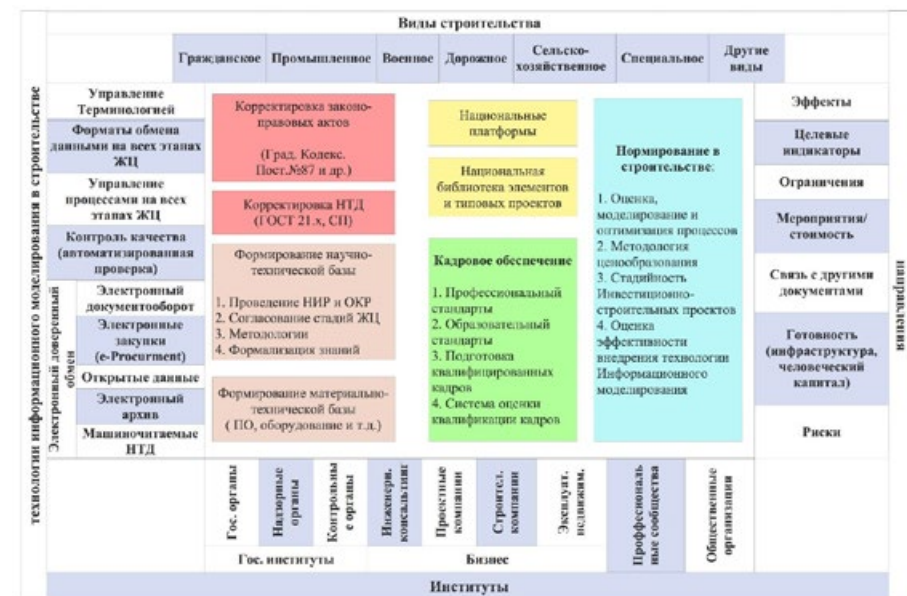 Виды строительства
Гражданское
Промышленное
Военное
Дорожное
Сельско-
хозяйственное
Специальное
Другие
виды
технологии информационного моделирования в строительстве
Управление
Терминологией
Форматы обмена
данными на всех этапах
ЖЦ
Управление
процессами на всех
этапах ЖЦ
Контроль качества
(автоматизированная
проверка)
Электронный доверенный
обмен
Электронный
документооборот
Электронные
закупки
(e-Procurment)
Открытые данные
Электронный
архив
Машиночитаемые
НТД
Корректировка законо-
правовых актов
(Град. Кодекс.
Пост.№87 и др.)
Корректировка НТД
(ГОСТ 21.х, СП)
Формирование научно-
технической базы
1. Проведение НИР и ОКР
2. Согласование стадий ЖЦ
3. Методологии
4. Формализация знаний
Формирование материально-
технической базы
( ПО, оборудование и т.д.)
Национальные
платформы
Национальная
библиотека элементов
и типовых проектов
Кадровое обеспечение
1. Профессиональный
стандарты
2. Образовательный
стандарты
3. Подготовка
квалифицированных
кадров
4. Система оценки
квалификации кадров
Нормирование в
строительстве:
1. Оценка,
моделирование и
оптимизация процессов
2. Методология
ценообразования
3. Стадийность
Инвестиционно-
строительных проектов
4. Оценка
эффективности
внедрения технологии
Информационного
моделирования
Эффекты
Целевые
индикаторы
Ограничения
Мероприятия/
стоимость
Связь с другими
документами
Готовность
(инфраструктура,
человеческий
капитал)
Риски
направления
Гос. органы
Надзорные
органы
Контрольны
е органы
Инженери.
консалтинг
Проектные
компании
Строител.
компании
Эксплуат.
недвижим.
Проффесиональ
ные сообщества
Общественные
организации
Гос. институты
Бизнес
Институты